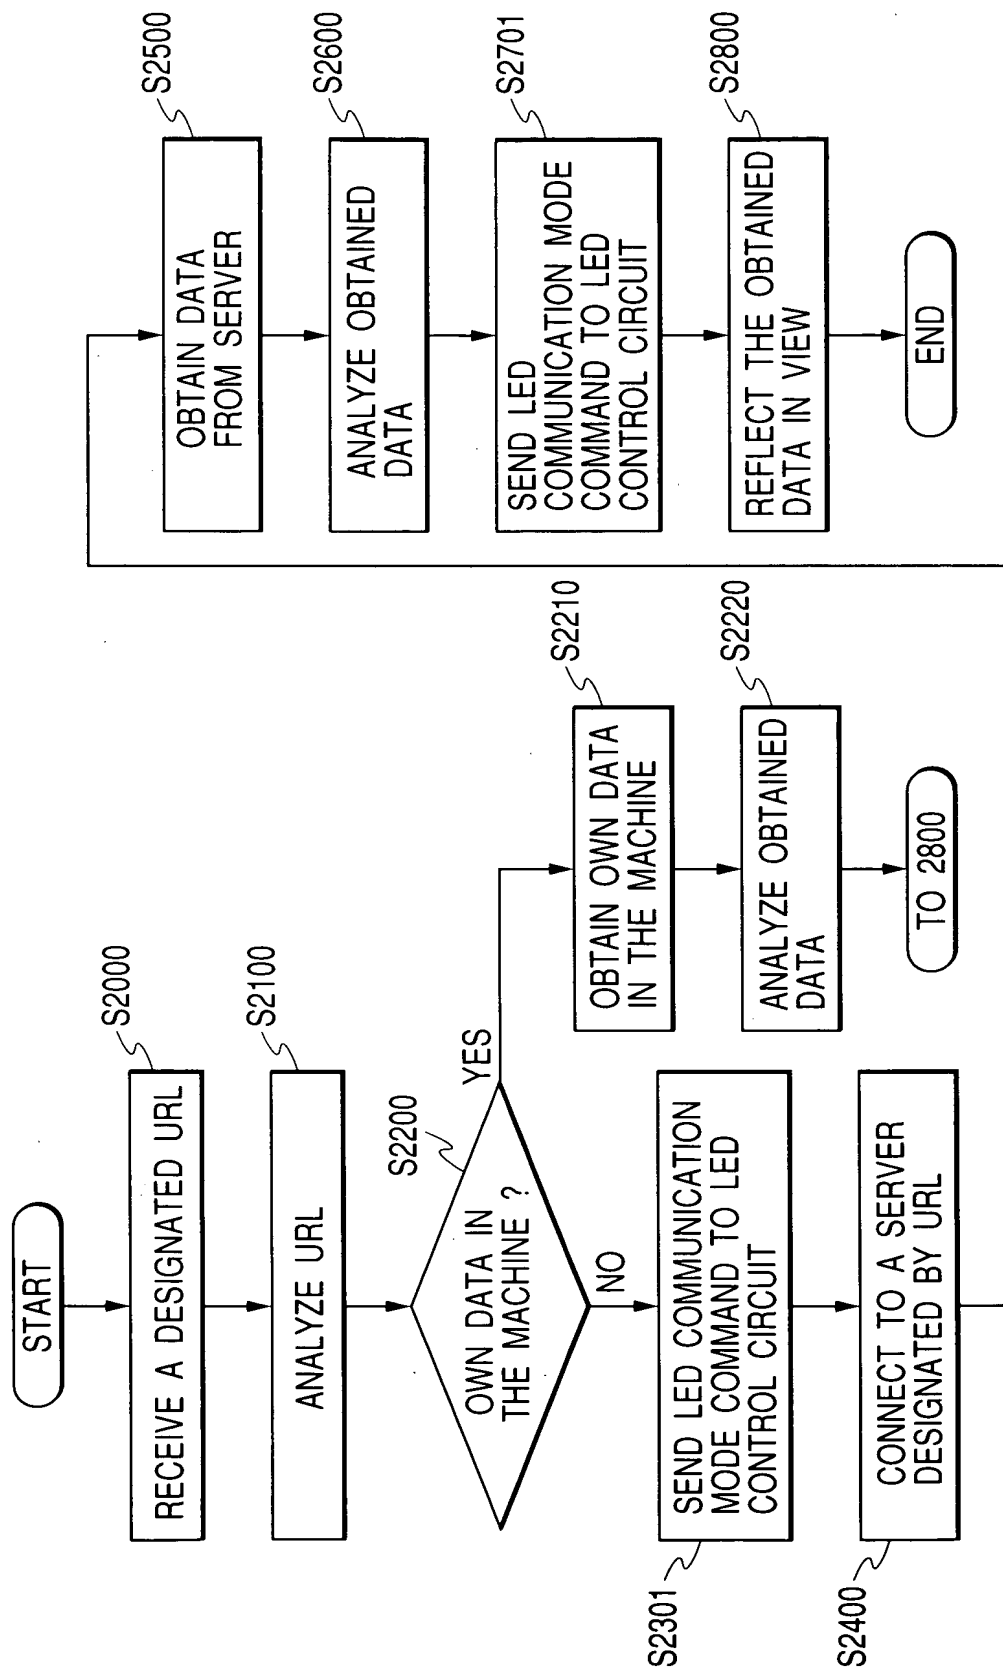 START
RECEIVE A DESIGNATED URL
S2000
ANALYZE URL
S2100
OWN DATA IN
THE MACHINE ?
S2200
YES
NO
OBTAIN OWN DATA
IN THE MACHINE
S2210
ANALYZE OBTAINED
DATA
S2220
TO 2800
SEND LED COMMUNICATION
MODE COMMAND TO LED
CONTROL CIRCUIT
S2301
CONNECT TO A SERVER
DESIGNATED BY URL
S2400
OBTAIN DATA
FROM SERVER
S2500
ANALYZE OBTAINED
DATA
S2600
SEND LED
COMMUNICATION MODE
COMMAND TO LED
CONTROL CIRCUIT
S2701
REFLECT THE OBTAINED
DATA IN VIEW
S2800
END